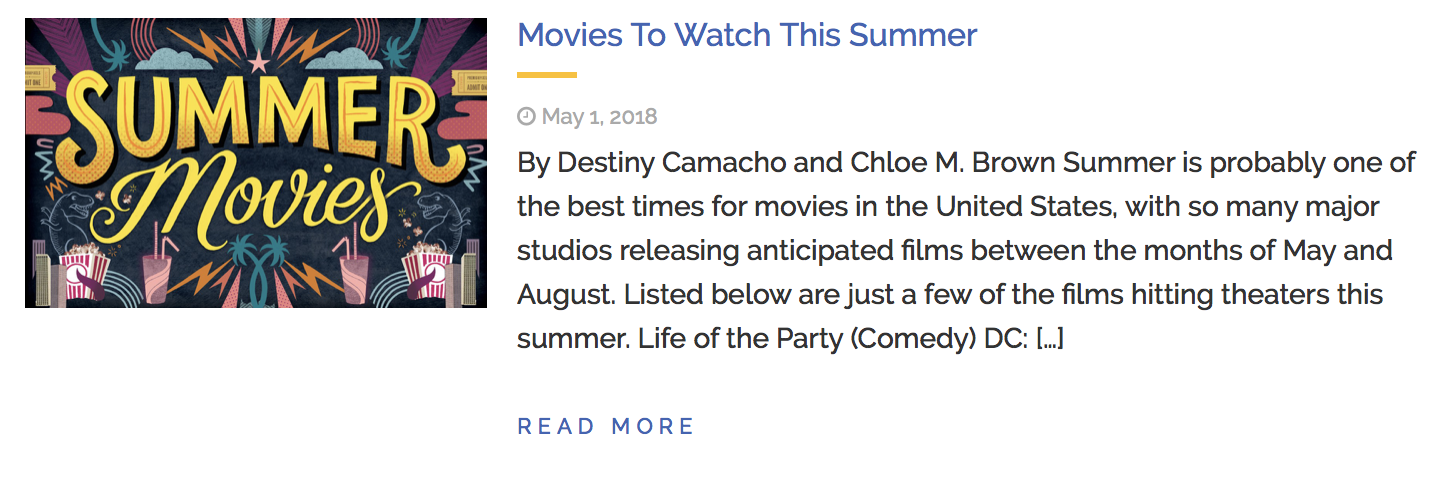 SUMMER
Movies
ADMIT ONE
Movies To Watch This Summer
May 1, 2018
By Destiny Camacho and Chloe M. Brown Summer is probably one of
the best times for movies in the United States, with so many major
studios releasing anticipated films between the months of May and
August. Listed below are just a few of the films hitting theaters this
summer. Life of the Party (Comedy) DC: [...]
READ MORE